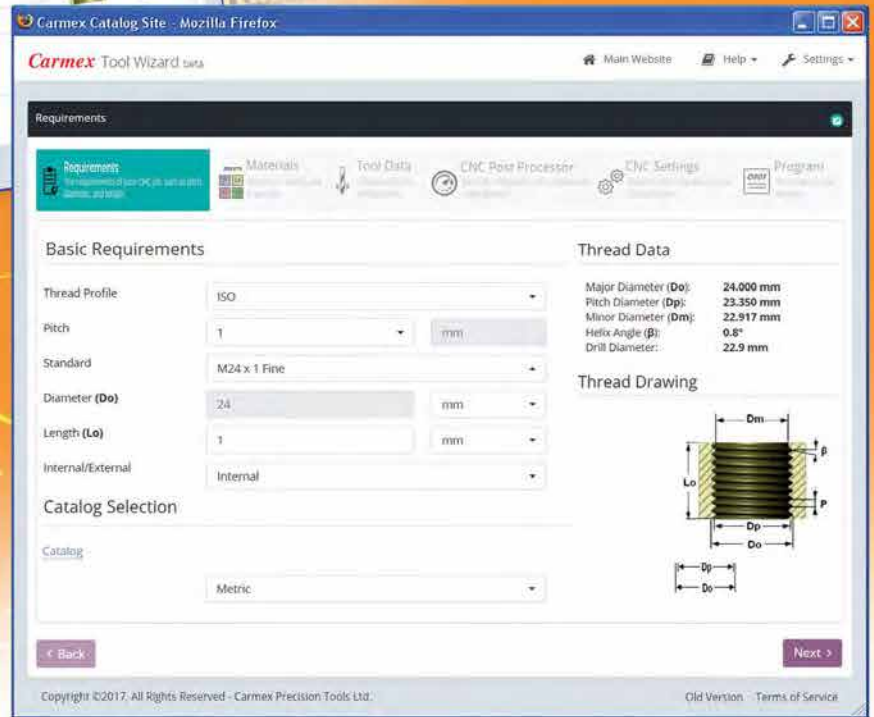 Carmex Catalog Site - Mozilla Firefox
Carmex Tool Wizard beta
Main Website Help Settings
Requirements
Requirements Materials Tool Data CNC Post Processor CNC Settings Program
Basic Requirements
Thread Profile ISO
Pitch 1 mm
Standard M24 x 1 Fine
Diameter (Do) 24 mm
Length (Lo) 1 mm
Internal/External Internal
Catalog Selection
Catalog
Metric
Thread Data
Major Diameter (Do): 24.000 mm
Pitch Diameter (Dp): 23.350 mm
Minor Diameter (Dm): 22.917 mm
Helix Angle (β): 0.8°
Drill Diameter: 22.9 mm
Thread Drawing
Dm
β
Lo
P
Dp
Do
Dp
Do
< Back
Next >
Copyright ©2017, All Rights Reserved - Carmex Precision Tools Ltd.
Old Version Terms of Service